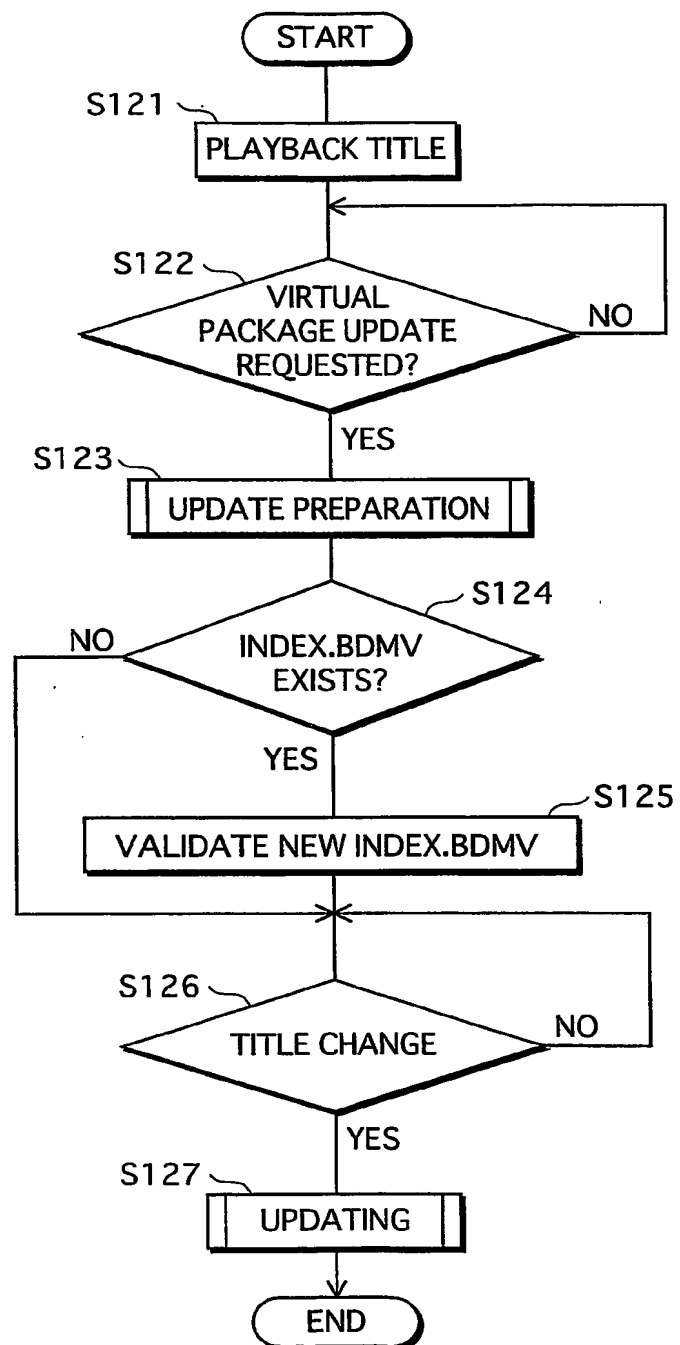 START
S121
PLAYBACK TITLE
S122
VIRTUAL
PACKAGE UPDATE
REQUESTED?
NO
YES
S123
UPDATE PREPARATION
S124
NO
INDEX.BDMV
EXISTS?
YES
S125
VALIDATE NEW INDEX.BDMV
S126
TITLE CHANGE
NO
YES
S127
UPDATING
END